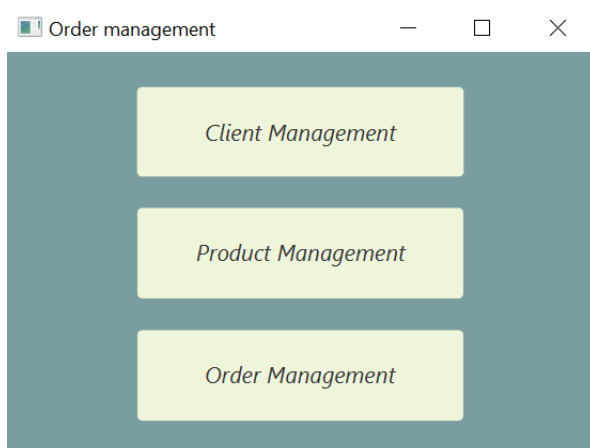 Order management
Client Management
Product Management
Order Management